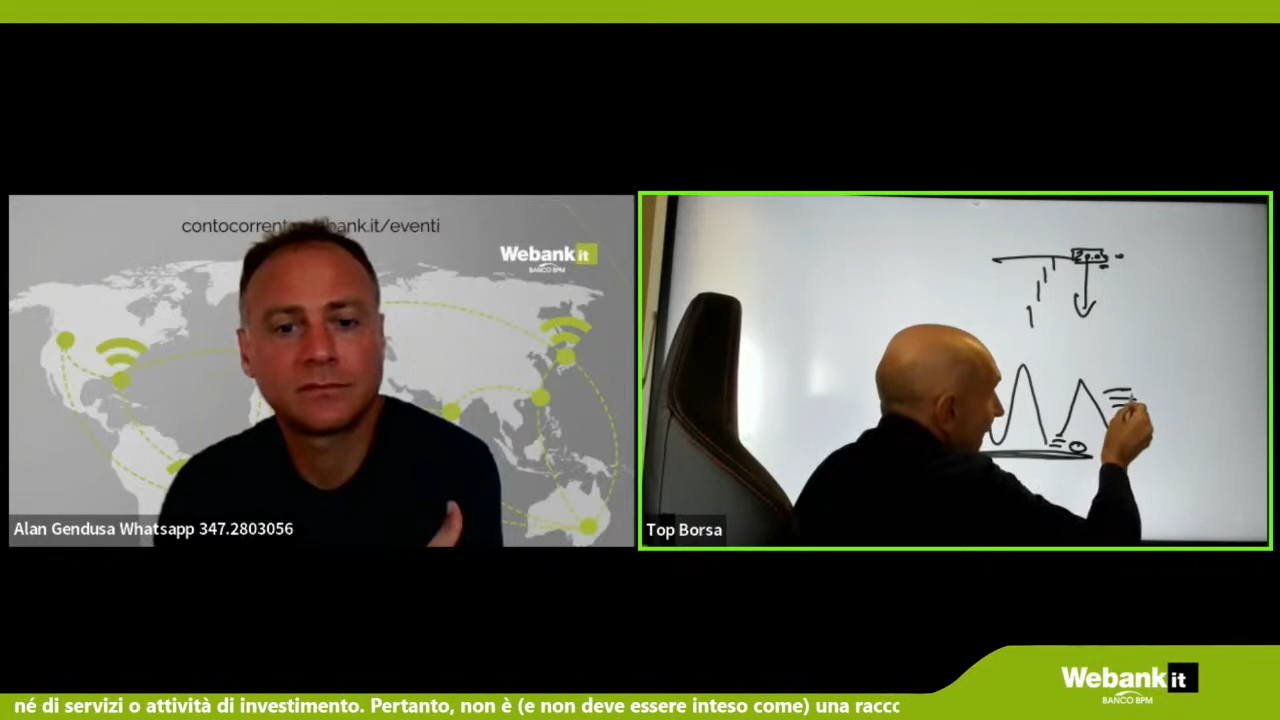 contocorrente
bank.it/eventi
Webank it
BANCO BPM
Alan Gendusa Whatsapp 347.2803056
Top Borsa
Webank it
BANCO BPM
né di servizi o attività di investimento. Pertanto, non è (e non deve essere inteso come) una racco